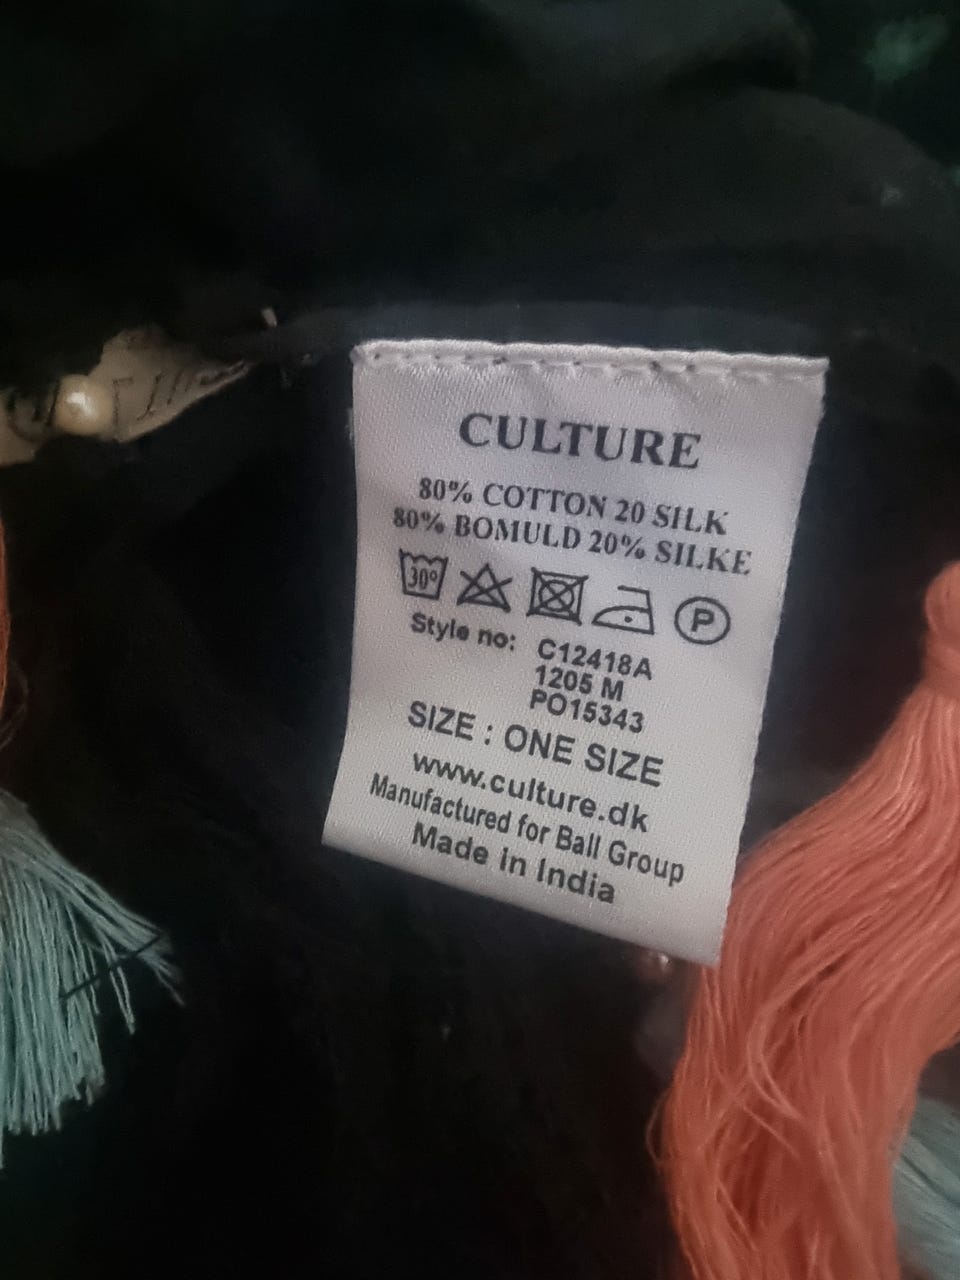 CULTURE
80% COTTON 20 SILK
80% BOMULD 20% SILKE
30°
P
Style no: C12418A
1205 M
PO15343
SIZE : ONE SIZE
www.culture.dk
Manufactured for Ball Group
Made in India